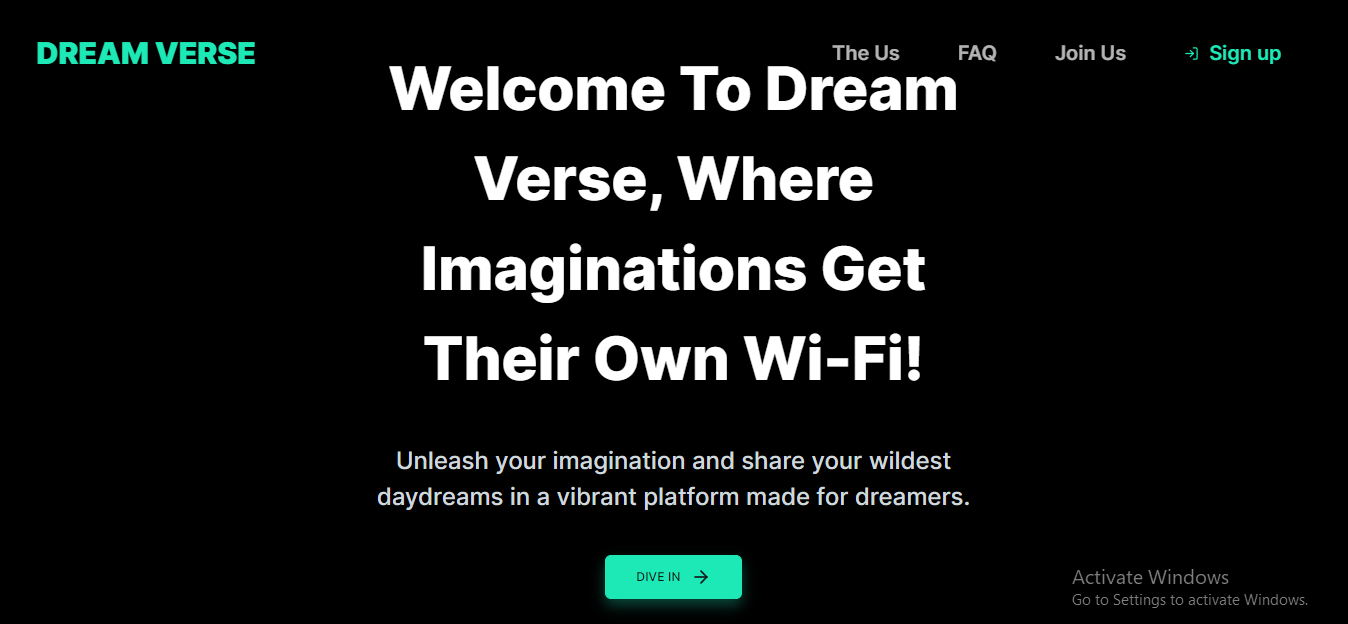 DREAM VERSE
The Us
FAQ
Join Us
Sign up
Welcome To Dream
Verse, Where
Imaginations Get
Their Own Wi-Fi!
Unleash your imagination and share your wildest
daydreams in a vibrant platform made for dreamers.
DIVE IN
Activate Windows
Go to Settings to activate Windows.